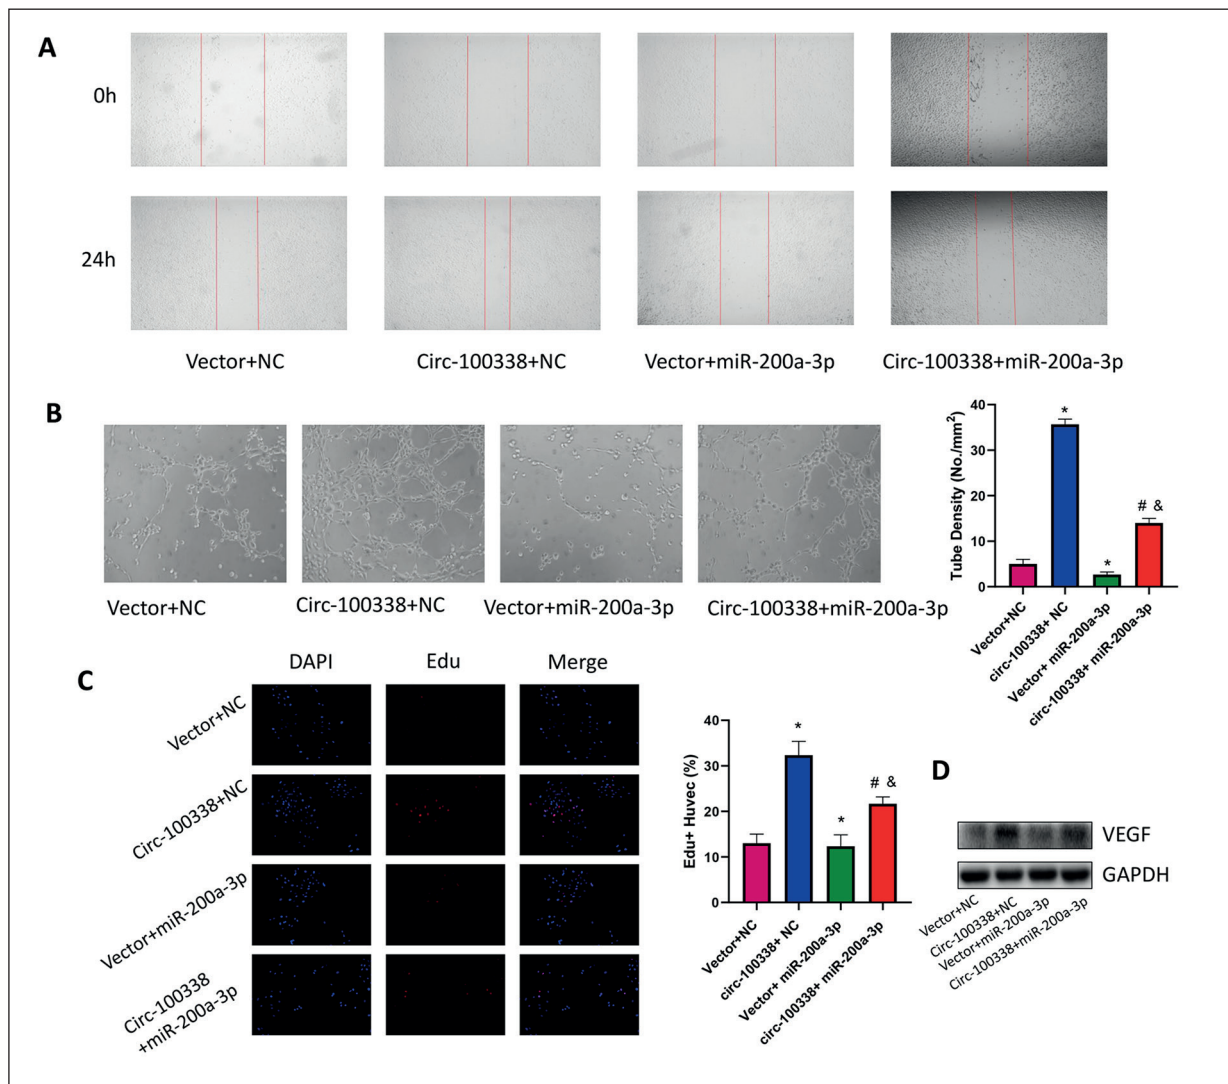 A
0h
24h
Vector+NC
Circ-100338+NC
Vector+miR-200a-3p
Circ-100338+miR-200a-3p
B
Vector+NC
Circ-100338+NC
Vector+miR-200a-3p
Circ-100338+miR-200a-3p
Tube Density (No./mm²)
40
30
20
10
0
*
*
# &
Vector+NC
circ-100338+ NC
Vector+ miR-200a-3p
circ-100338+ miR-200a-3p
C
DAPI
Edu
Merge
Vector+NC
Circ-100338+NC
Vector+miR-200a-3p
Circ-100338
+miR-200a-3p
Edu+ Huvec (%)
40
30
20
10
0
*
*
# &
Vector+NC
circ-100338+ NC
Vector+ miR-200a-3p
circ-100338+ miR-200a-3p
D
VEGF
GAPDH
Vector+NC
Circ-100338+NC
Vector+miR-200a-3p
Circ-100338+miR-200a-3p